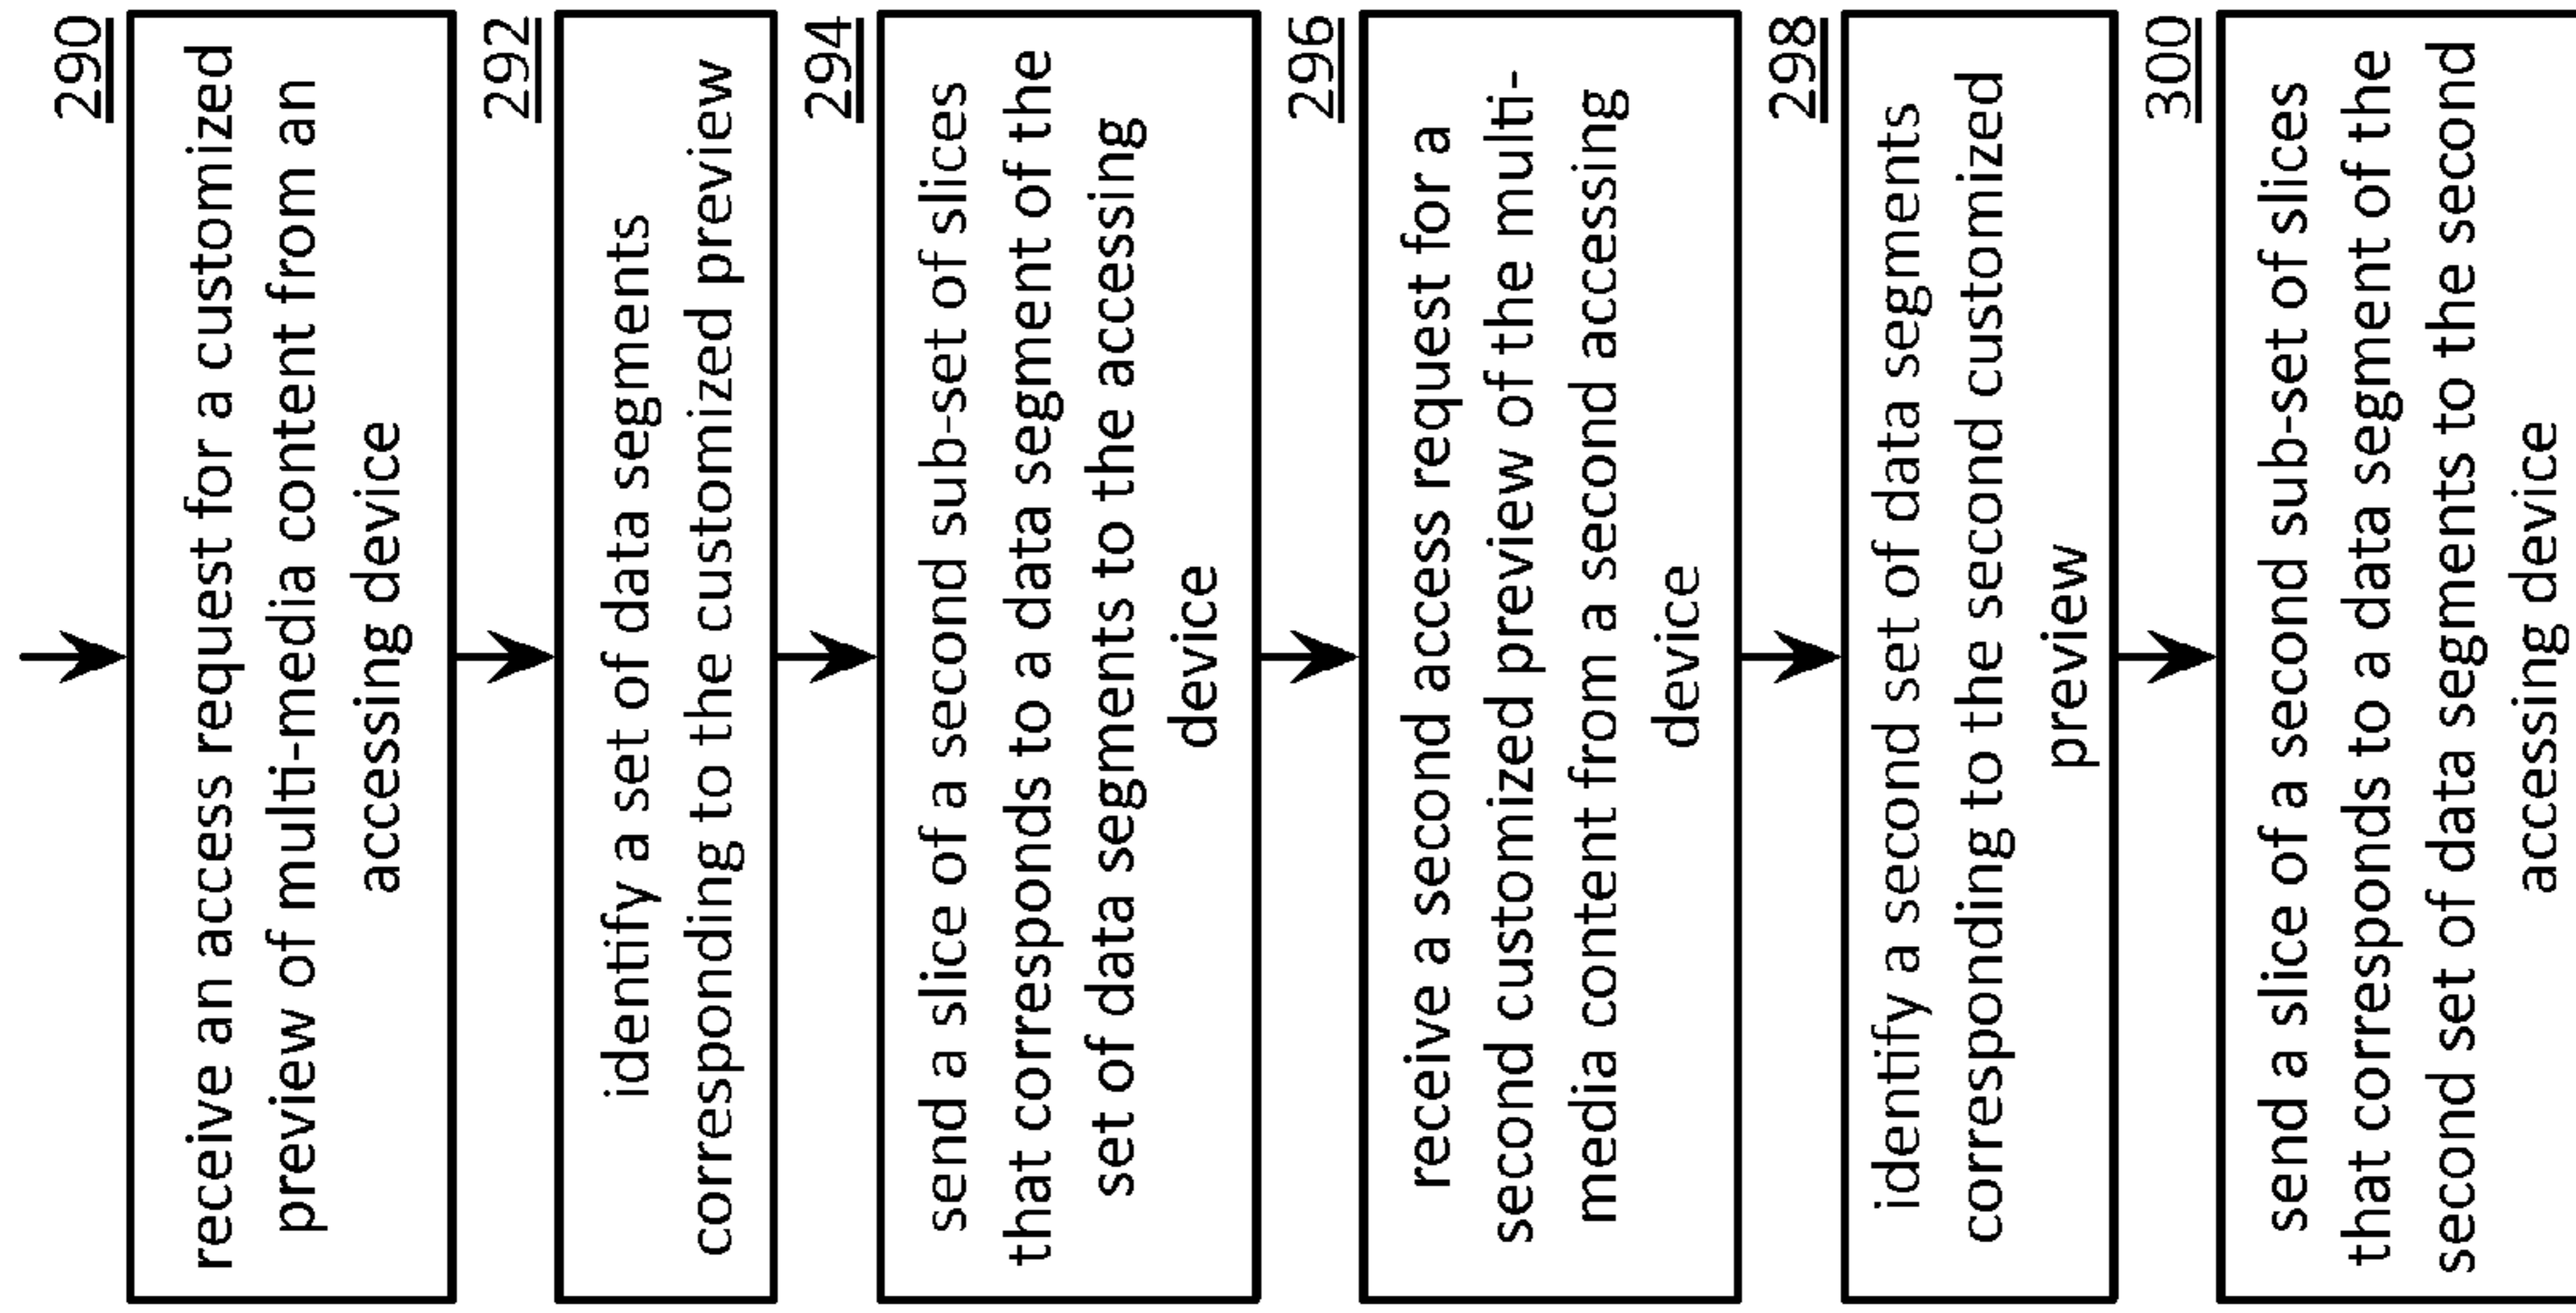 290
receive an access request for a customized
preview of multi-media content from an
accessing device
292
identify a set of data segments
corresponding to the customized preview
294
send a slice of a second sub-set of slices
that corresponds to a data segment of the
set of data segments to the accessing
device
296
receive a second access request for a
second customized preview of the multi-
media content from a second accessing
device
298
identify a second set of data segments
corresponding to the second customized
preview
300
send a slice of a second sub-set of slices
that corresponds to a data segment of the
second set of data segments to the second
accessing device